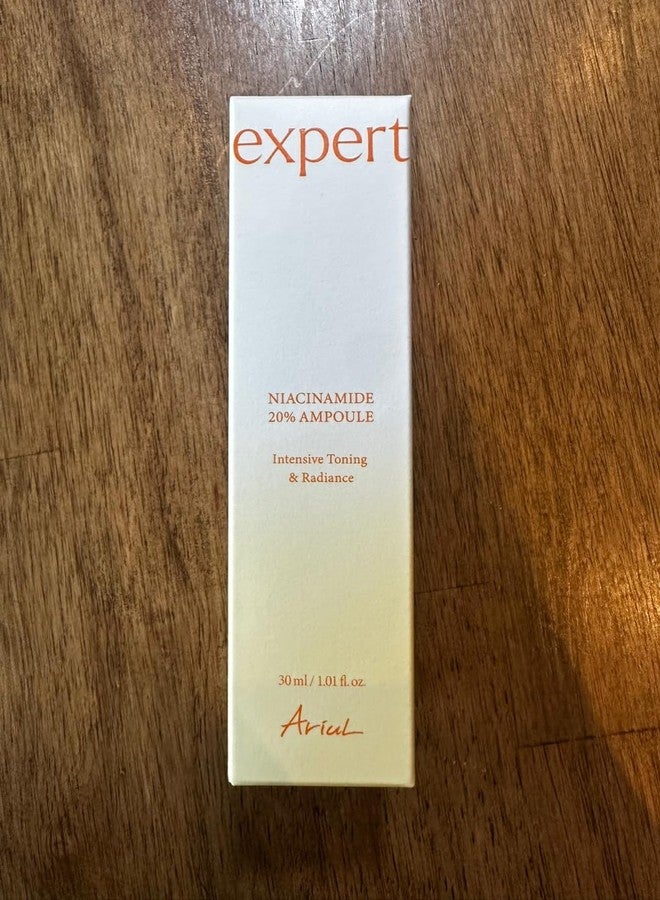 expert
NIACINAMIDE
20% AMPOULE
Intensive Toning
& Radiance
30 ml / 1.01 fl. oz.
Ariul